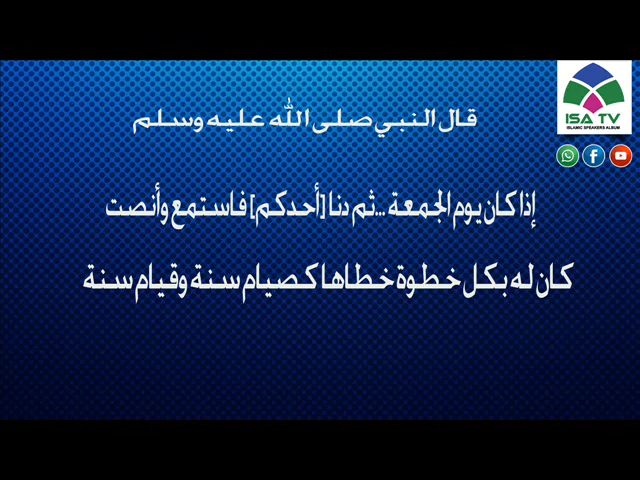 ISA TV
ISLAMIC SPEAKERS ALBUM
قال النبي صلى الله عليه وسلم
إذا كان يوم الجمعة ...ثم دنا [أحدكم] فاستمع وأنصت
كان له بكل خطوة خطاها كصيام سنة وقيام سنة